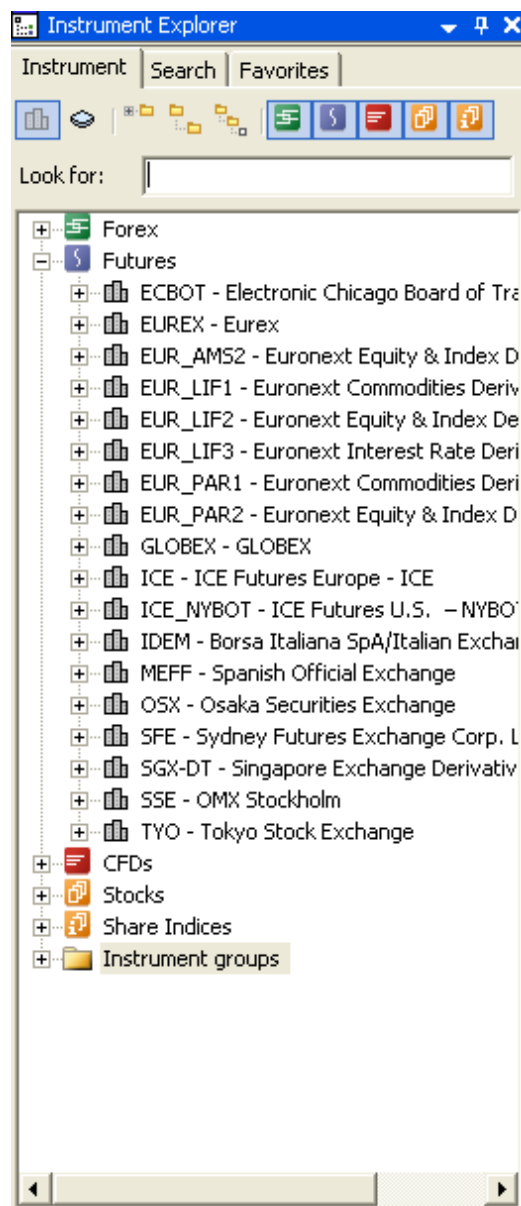 Instrument Explorer
Instrument Search Favorites
Look for:
Forex
Futures
ECBOT - Electronic Chicago Board of Tra
EUREX - Eurex
EUR_AMS2 - Euronext Equity & Index D
EUR_LIF1 - Euronext Commodities Deriv
EUR_LIF2 - Euronext Equity & Index De
EUR_LIF3 - Euronext Interest Rate Deri
EUR_PAR1 - Euronext Commodities Deri
EUR_PAR2 - Euronext Equity & Index D
GLOBEX - GLOBEX
ICE - ICE Futures Europe - ICE
ICE_NYBOT - ICE Futures U.S. – NYBOT
IDEM - Borsa Italiana SpA/Italian Exchan
MEFF - Spanish Official Exchange
OSX - Osaka Securities Exchange
SFE - Sydney Futures Exchange Corp. L
SGX-DT - Singapore Exchange Derivativ
SSE - OMX Stockholm
TYO - Tokyo Stock Exchange
CFDs
Stocks
Share Indices
Instrument groups